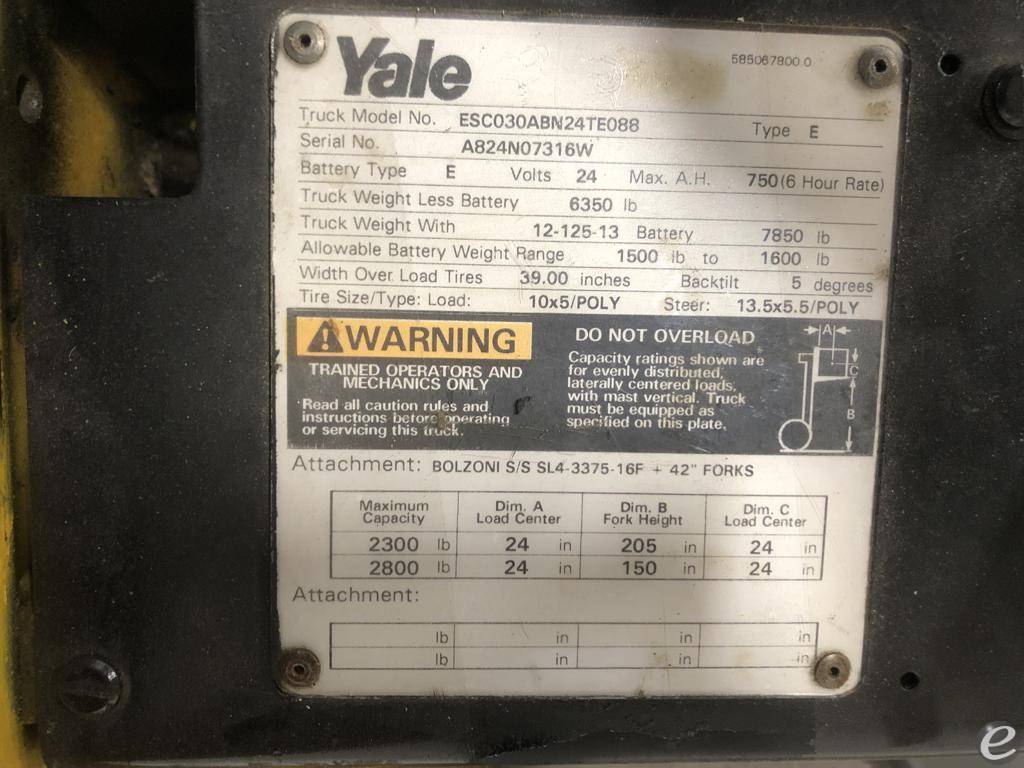 Yale
585067800 0
Truck Model No. ESC030ABN24TE088 Type E
Serial No. A824N07316W
Battery Type E Volts 24 Max. A.H. 750 (6 Hour Rate)
Truck Weight Less Battery 6350 lb
Truck Weight With 12-125-13 Battery 7850 lb
Allowable Battery Weight Range 1500 lb to 1600 lb
Width Over Load Tires 39.00 inches Backtilt 5 degrees
Tire Size/Type: Load: 10x5/POLY Steer: 13.5x5.5/POLY
WARNING
TRAINED OPERATORS AND
MECHANICS ONLY
Read all caution rules and
instructions before operating
or servicing this truck.
DO NOT OVERLOAD
Capacity ratings shown are
for evenly distributed,
laterally centered loads,
with mast vertical. Truck
must be equipped as
specified on this plate.
A
C
B
Attachment: BOLZONI S/S SL4-3375-16F + 42" FORKS
Maximum Capacity Dim. A Load Center Dim. B Fork Height Dim. C Load Center
2300 lb 24 in 205 in 24 in
2800 lb 24 in 150 in 24 in
Attachment:
lb in in in
lb in in in
e